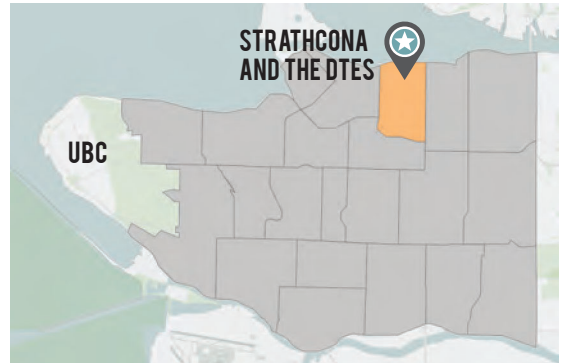 STRATHCONA
AND THE DTES
UBC